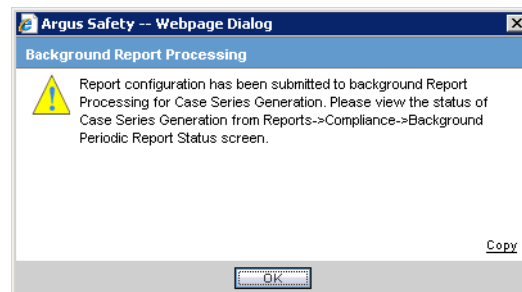 Argus Safety -- Webpage Dialog
Background Report Processing
Report configuration has been submitted to background Report
Processing for Case Series Generation. Please view the status of
Case Series Generation from Reports->Compliance->Background
Periodic Report Status screen.
Copy
OK